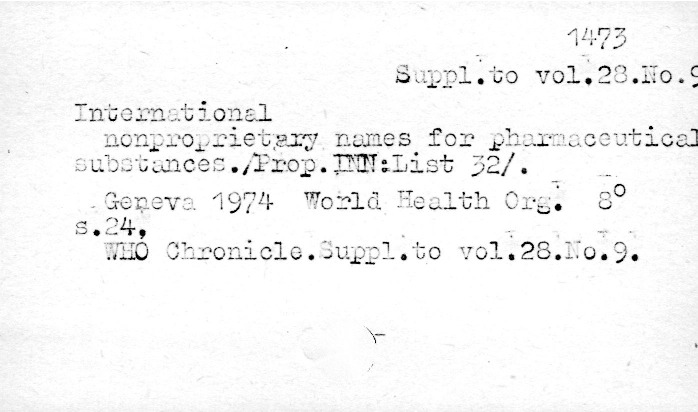 1473
Suppl.to vol.28.No.9
International
nonproprietary names for pharmaceutical
substances./Prop.INN:List 32/.
Geneva 1974 World Health Org. 8°
s.24,
WHO Chronicle.Suppl.to vol.28.No.9.